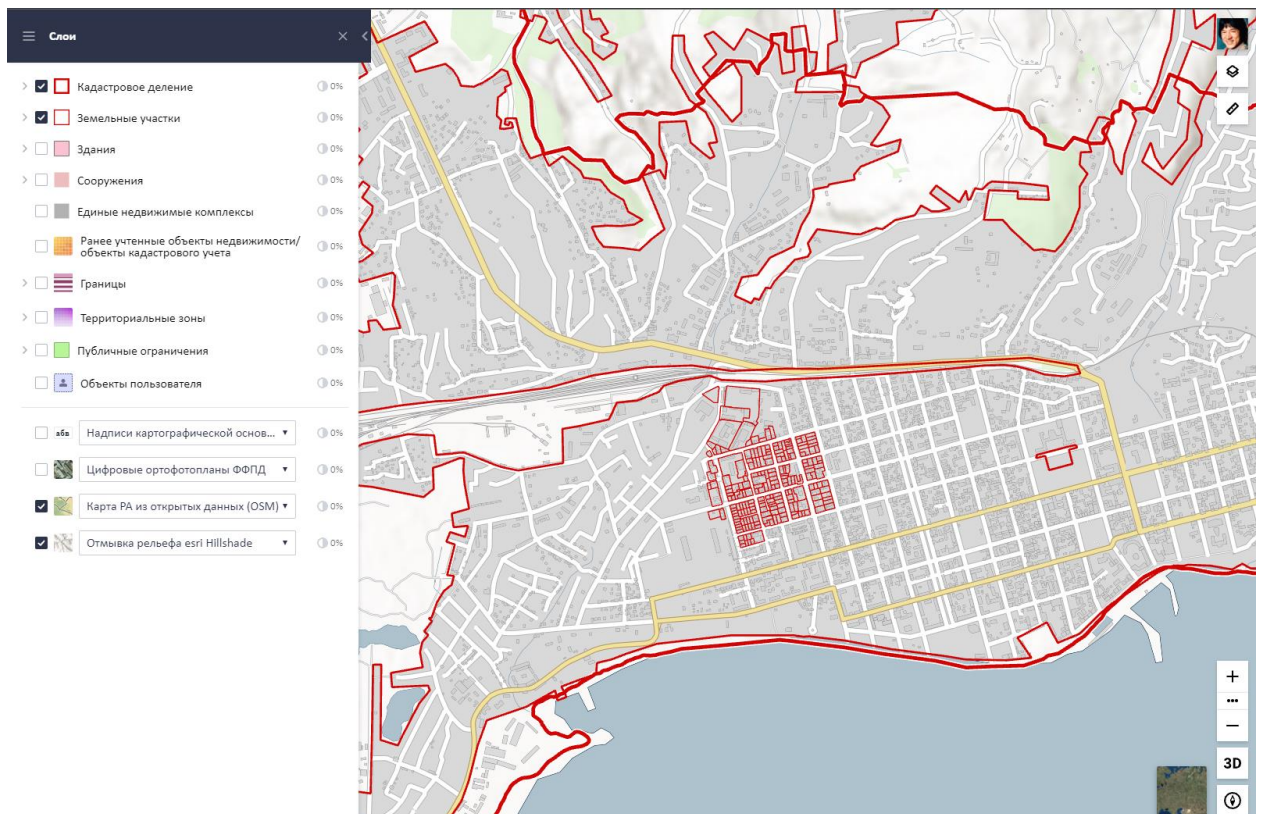 Слои
Кадастровое деление
0%
Земельные участки
0%
Здания
0%
Сооружения
0%
Единые недвижимые комплексы
0%
Ранее учтенные объекты недвижимости/
объекты кадастрового учета
0%
Границы
0%
Территориальные зоны
0%
Публичные ограничения
0%
Объекты пользователя
0%
абв
Надписи картографической основ...
0%
Цифровые ортофотопланы ФФПД
0%
Карта РА из открытых данных (OSM)
0%
Отмывка рельефа esri Hillshade
0%
3D